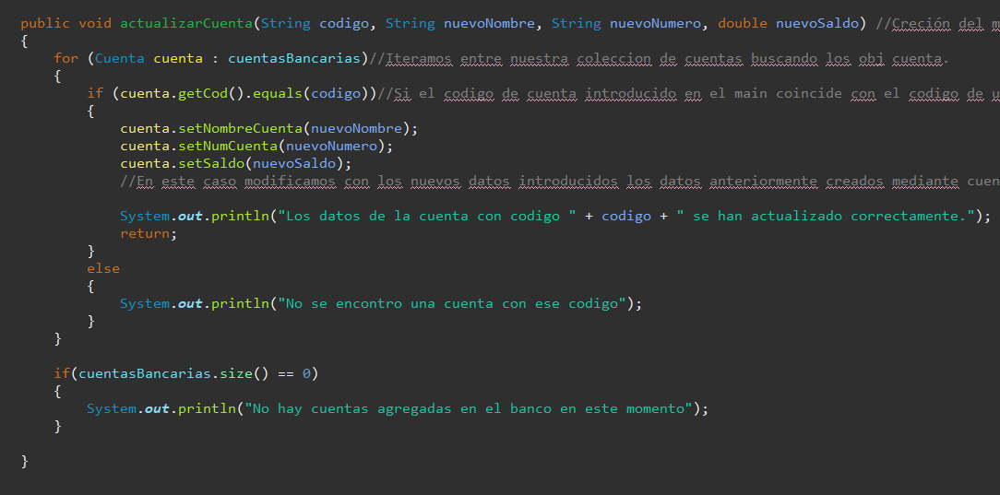 public void actualizarCuenta(String codigo, String nuevoNombre, String nuevoNumero, double nuevoSaldo) //Creción del m
{
for (Cuenta cuenta : cuentasBancarias)//Iteramos entre nuestra coleccion de cuentas buscando los obj cuenta.
{
if (cuenta.getCod().equals(codigo))//Si el codigo de cuenta introducido en el main coincide con el codigo de u
{
cuenta.setNombreCuenta(nuevoNombre);
cuenta.setNumCuenta(nuevoNumero);
cuenta.setSaldo(nuevoSaldo);
//En este caso modificamos con los nuevos datos introducidos los datos anteriormente creados mediante cuen
System.out.println("Los datos de la cuenta con codigo " + codigo + " se han actualizado correctamente.");
return;
}
else
{
System.out.println("No se encontro una cuenta con ese codigo");
}
}
if(cuentasBancarias.size() == 0)
{
System.out.println("No hay cuentas agregadas en el banco en este momento");
}
}